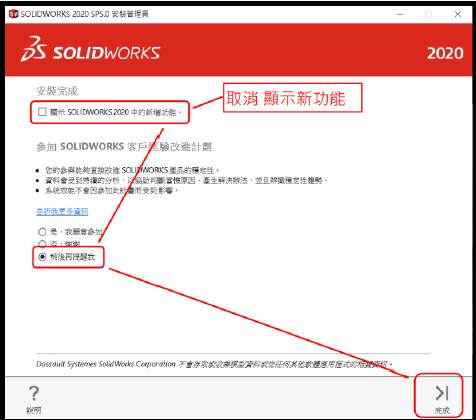 SOLIDWORKS 2020 SP5.0 安裝管理員
SOLIDWORKS
2020
安裝完成
顯示 SOLIDWORKS 2020 中的新增功能。
取消 顯示新功能
參加 SOLIDWORKS 客戶經驗改進計劃
您的參與能夠直接改進 SOLIDWORKS 產品的穩定性。
資料會受到持續的分析，以協助判斷當機原因、產生解決辦法，並且辨識穩定性趨勢。
系統效能不會因參加此計畫而受到影響。
告訴我更多資訊
是，我願意參加
否，謝謝
稍後再提醒我
Dassault Systemes SolidWorks Corporation 不會存取或收集模型資料或您任何其他軟體應用程式的相關資訊。
?
說明
完成